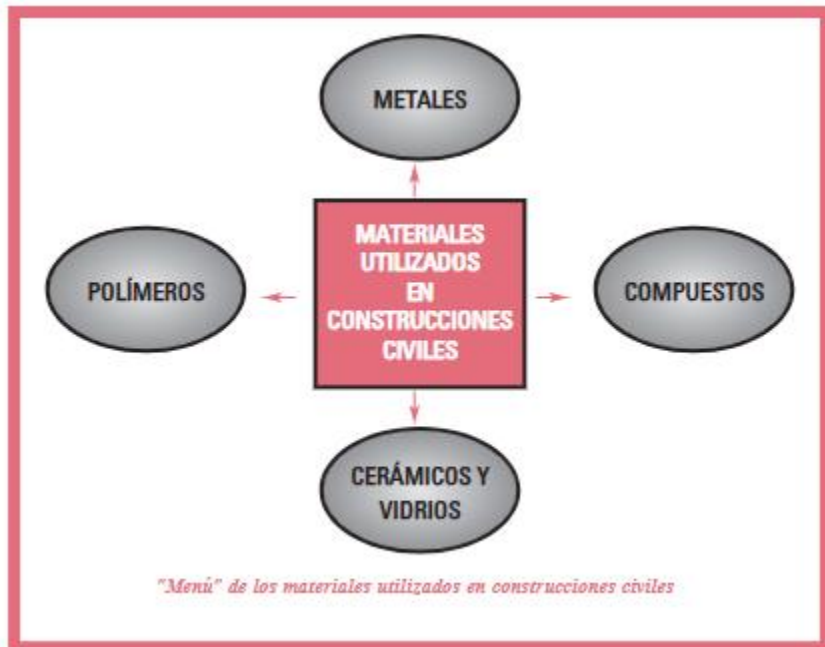 METALES
POLÍMEROS
MATERIALES
UTILIZADOS
EN
CONSTRUCCIONES
CIVILES
COMPUESTOS
CERÁMICOS Y
VIDRIOS
"Menú" de los materiales utilizados en construcciones civiles